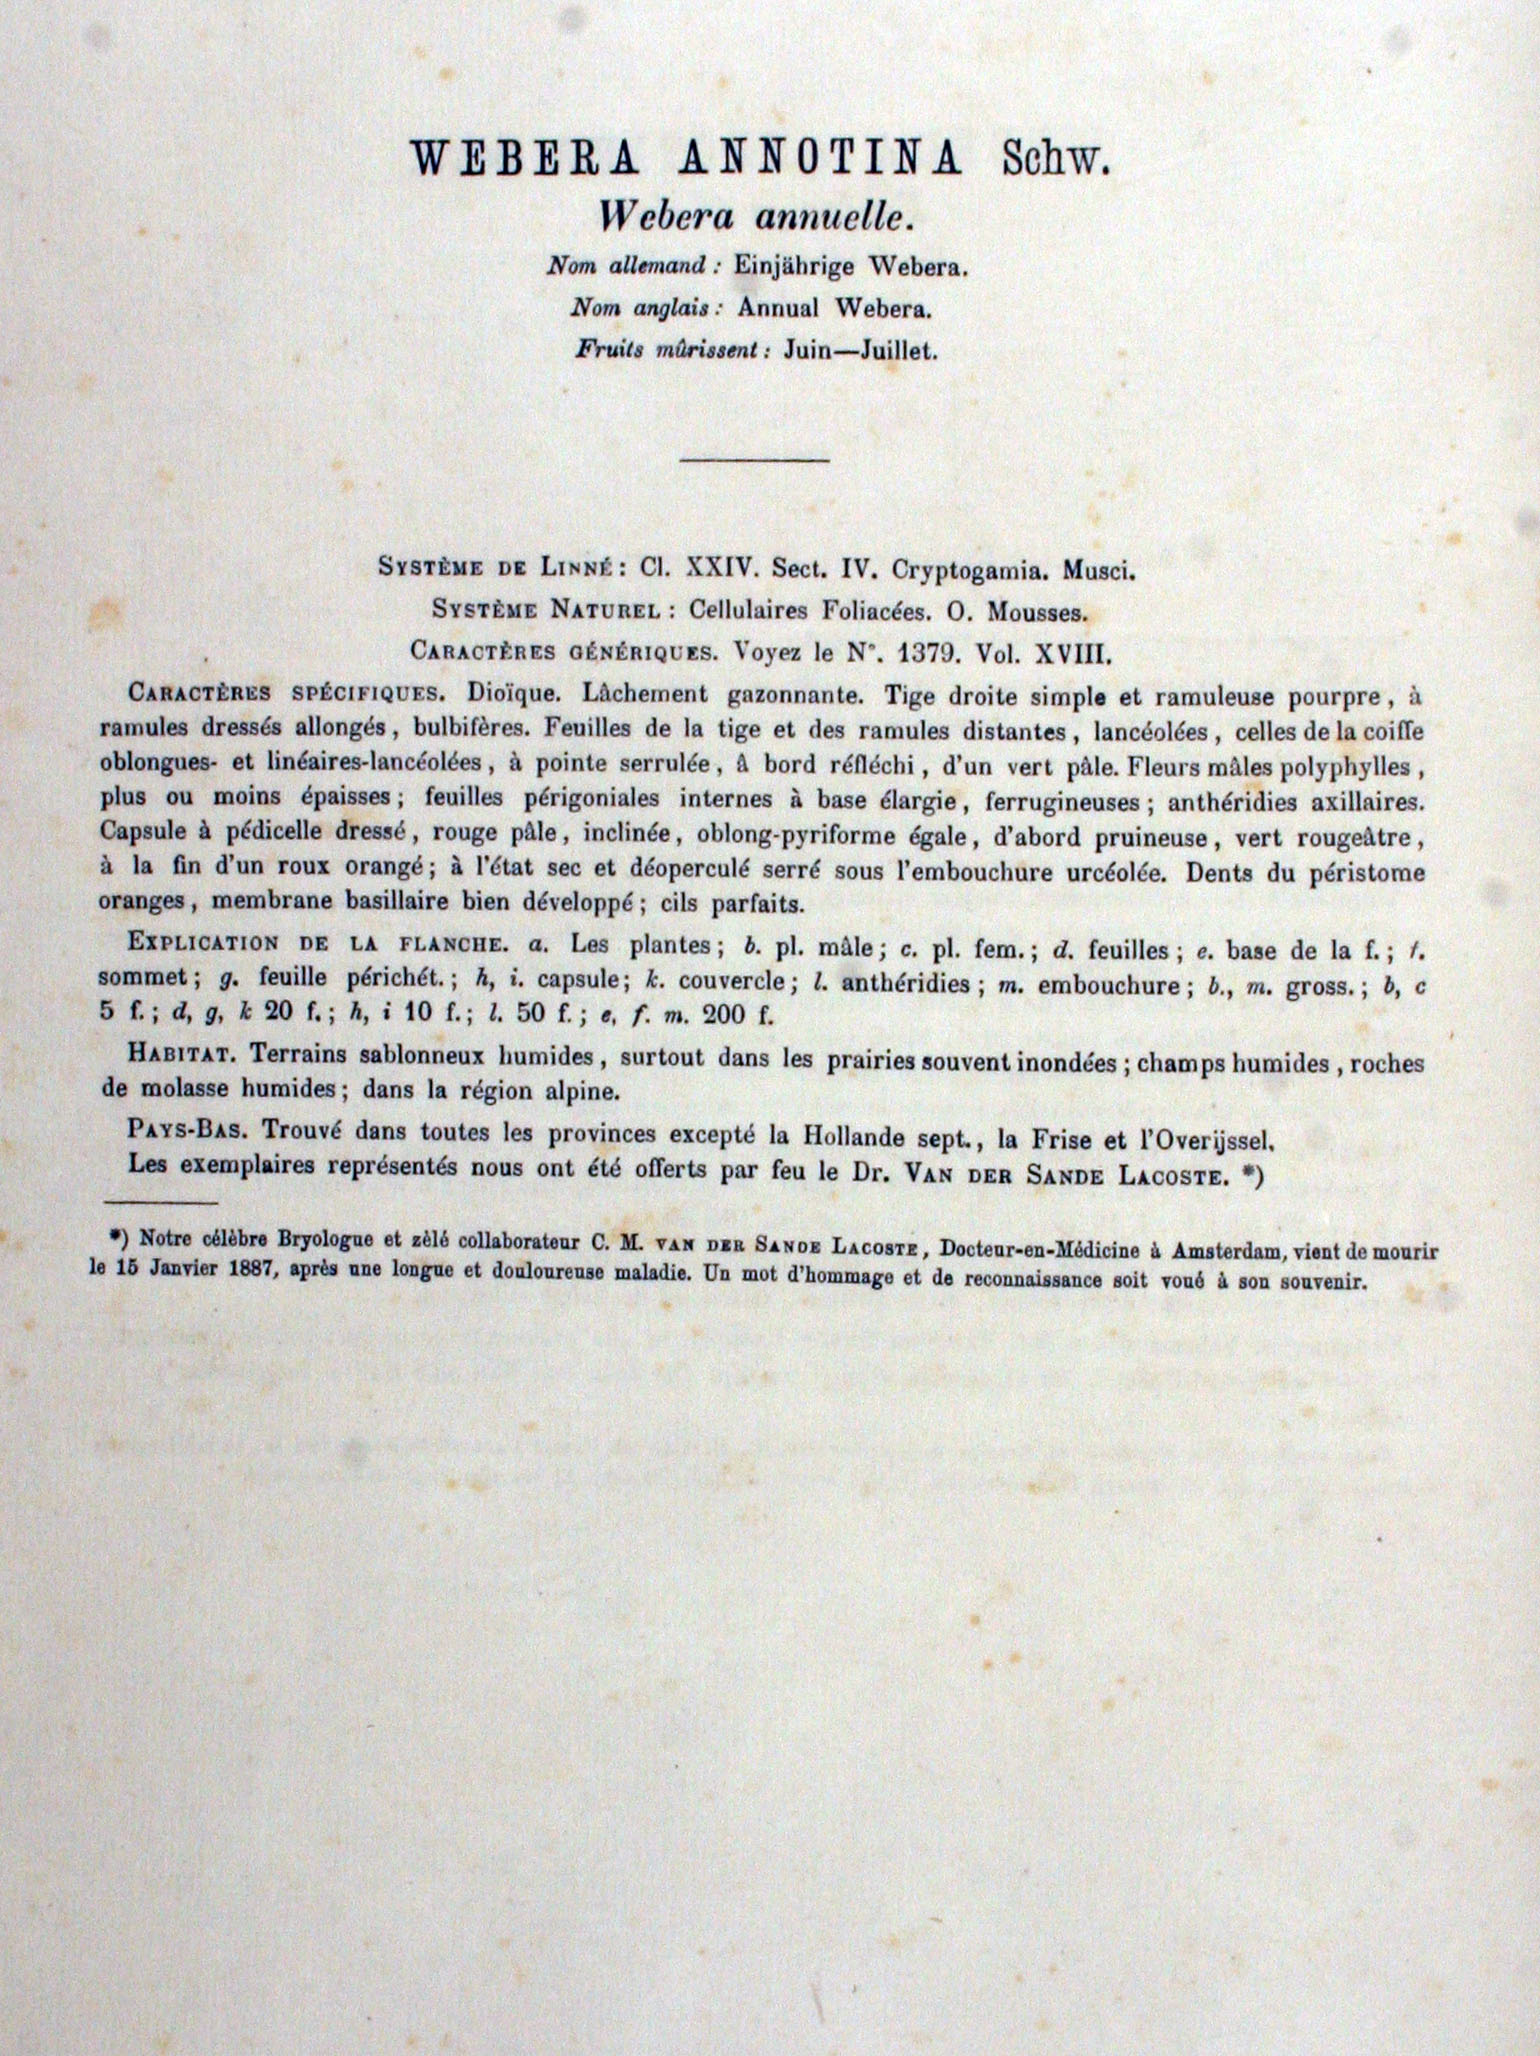 WEBERA ANNOTINA Schw.
Webera annuelle.
Nom allemand: Einjährige Webera.
Nom anglais: Annual Webera.
Fruits mûrissent: Juin—Juillet.
Système de Linné: Cl. XXIV. Sect. IV. Cryptogamia. Musci.
Système Naturel: Cellulaires Foliacées. O. Mousses.
Caractères génériques. Voyez le N°. 1379. Vol. XVIII.
Caractères spécifiques. Dioïque. Lâchement gazonnante. Tige droite simple et ramuleuse pourpre, à
ramules dressés allongés, bulbifères. Feuilles de la tige et des ramules distantes, lancéolées, celles de la coiffe
oblongues- et linéaires-lancéolées, à pointe serrulée, â bord réfléchi, d'un vert pâle. Fleurs mâles polyphylles,
plus ou moins épaisses; feuilles périgoniales internes à base élargie, ferrugineuses; anthéridies axillaires.
Capsule à pédicelle dressé, rouge pâle, inclinée, oblong-pyriforme égale, d'abord pruineuse, vert rougeâtre,
à la fin d'un roux orangé; à l'état sec et déoperculé serré sous l'embouchure urcéolée. Dents du péristome
oranges, membrane basillaire bien développé; cils parfaits.
Explication de la flanche. a. Les plantes; b. pl. mâle; c. pl. fem.; d. feuilles; e. base de la f.; f.
sommet; g. feuille périchét.; h, i. capsule; k. couvercle; l. anthéridies; m. embouchure; b., m. gross.; b, c
5 f.; d, g, k 20 f.; h, i 10 f.; l. 50 f.; e, f. m. 200 f.
Habitat. Terrains sablonneux humides, surtout dans les prairies souvent inondées; champs humides, roches
de molasse humides; dans la région alpine.
Pays-Bas. Trouvé dans toutes les provinces excepté la Hollande sept., la Frise et l'Overijssel.
Les exemplaires représentés nous ont été offerts par feu le Dr. Van der Sande Lacoste. *)
*) Notre célèbre Bryologue et zélé collaborateur C. M. van der Sande Lacoste, Docteur-en-Médicine à Amsterdam, vient de mourir
le 15 Janvier 1887, après une longue et douloureuse maladie. Un mot d'hommage et de reconnaissance soit voué à son souvenir.